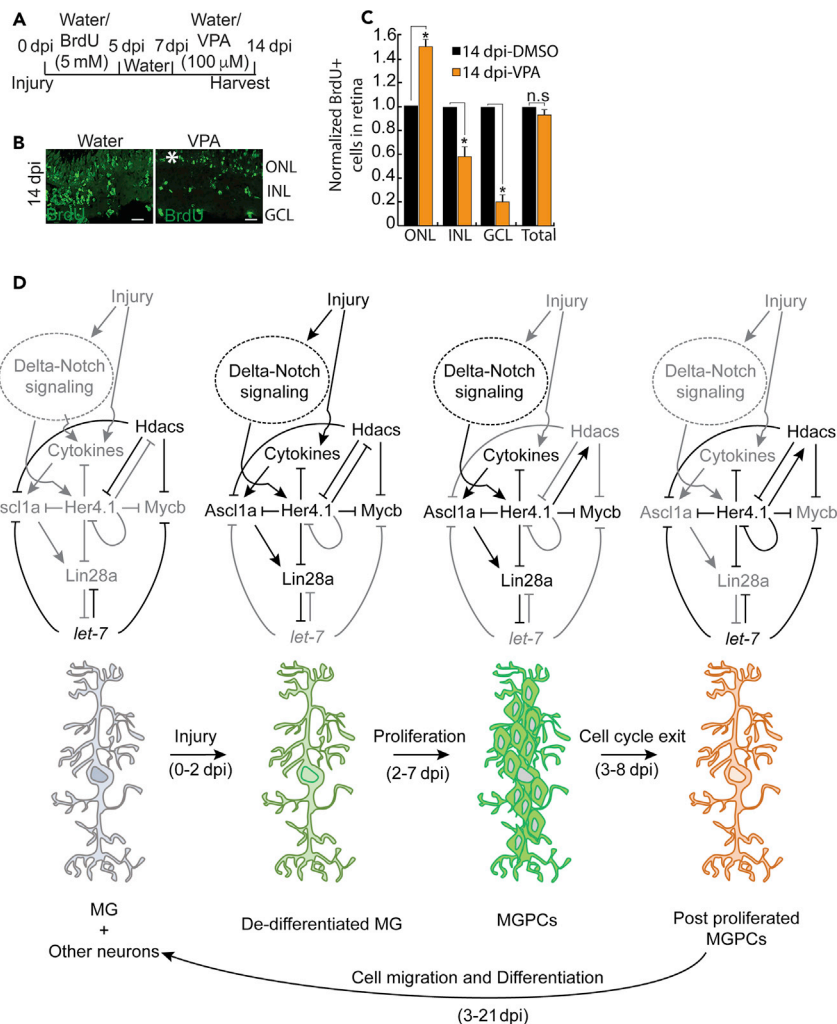 A
Water/ Water/
BrdU VPA
0 dpi (5 mM) 5 dpi 7dpi (100 µM) 14 dpi
Water
Injury Harvest
B
Water VPA
14 dpi
*
ONL
INL
GCL
BrdU BrdU
C
Normalized BrdU+
cells in retina
1.6
1.4
1.2
1.0
0.8
0.6
0.4
0.2
0
14 dpi-DMSO
14 dpi-VPA
*
*
*
n.s
ONL INL GCL Total
D
Injury
Delta-Notch
signaling
Hdacs
Cytokines
scl1a Her4.1 Mycb
Lin28a
let-7
Injury
Delta-Notch
signaling
Hdacs
Cytokines
Ascl1a Her4.1 Mycb
Lin28a
let-7
Injury
Delta-Notch
signaling
Hdacs
Cytokines
Ascl1a Her4.1 Mycb
Lin28a
let-7
Injury
Delta-Notch
signaling
Hdacs
Cytokines
Ascl1a Her4.1 Mycb
Lin28a
let-7
Injury
(0-2 dpi)
Proliferation
(2-7 dpi)
Cell cycle exit
(3-8 dpi)
MG
+
Other neurons
De-differentiated MG
MGPCs
Post proliferated
MGPCs
Cell migration and Differentiation
(3-21 dpi)